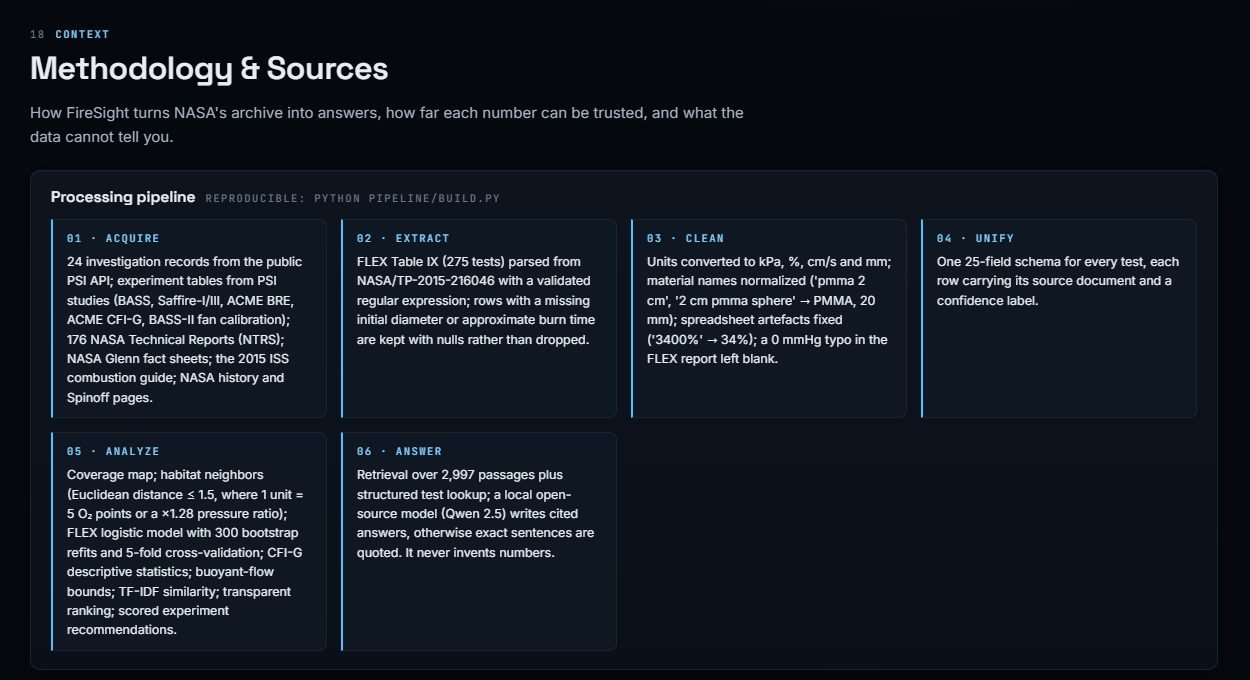 18 CONTEXT
Methodology & Sources
How FireSight turns NASA's archive into answers, how far each number can be trusted, and what the
data cannot tell you.
Processing pipeline REPRODUCIBLE: PYTHON PIPELINE/BUILD.PY
01 · ACQUIRE
24 investigation records from the public
PSI API; experiment tables from PSI
studies (BASS, Saffire-I/III, ACME BRE,
ACME CFI-G, BASS-II fan calibration);
176 NASA Technical Reports (NTRS);
NASA Glenn fact sheets; the 2015 ISS
combustion guide; NASA history and
Spinoff pages.
02 · EXTRACT
FLEX Table IX (275 tests) parsed from
NASA/TP-2015-216046 with a validated
regular expression; rows with a missing
initial diameter or approximate burn time
are kept with nulls rather than dropped.
03 · CLEAN
Units converted to kPa, %, cm/s and mm;
material names normalized ('pmma 2
cm', '2 cm pmma sphere' → PMMA, 20
mm); spreadsheet artefacts fixed
('3400%' → 34%); a 0 mmHg typo in the
FLEX report left blank.
04 · UNIFY
One 25-field schema for every test, each
row carrying its source document and a
confidence label.
05 · ANALYZE
Coverage map; habitat neighbors
(Euclidean distance ≤ 1.5, where 1 unit =
5 O₂ points or a ×1.28 pressure ratio);
FLEX logistic model with 300 bootstrap
refits and 5-fold cross-validation; CFI-G
descriptive statistics; buoyant-flow
bounds; TF-IDF similarity; transparent
ranking; scored experiment
recommendations.
06 · ANSWER
Retrieval over 2,997 passages plus
structured test lookup; a local open-
source model (Qwen 2.5) writes cited
answers, otherwise exact sentences are
quoted. It never invents numbers.